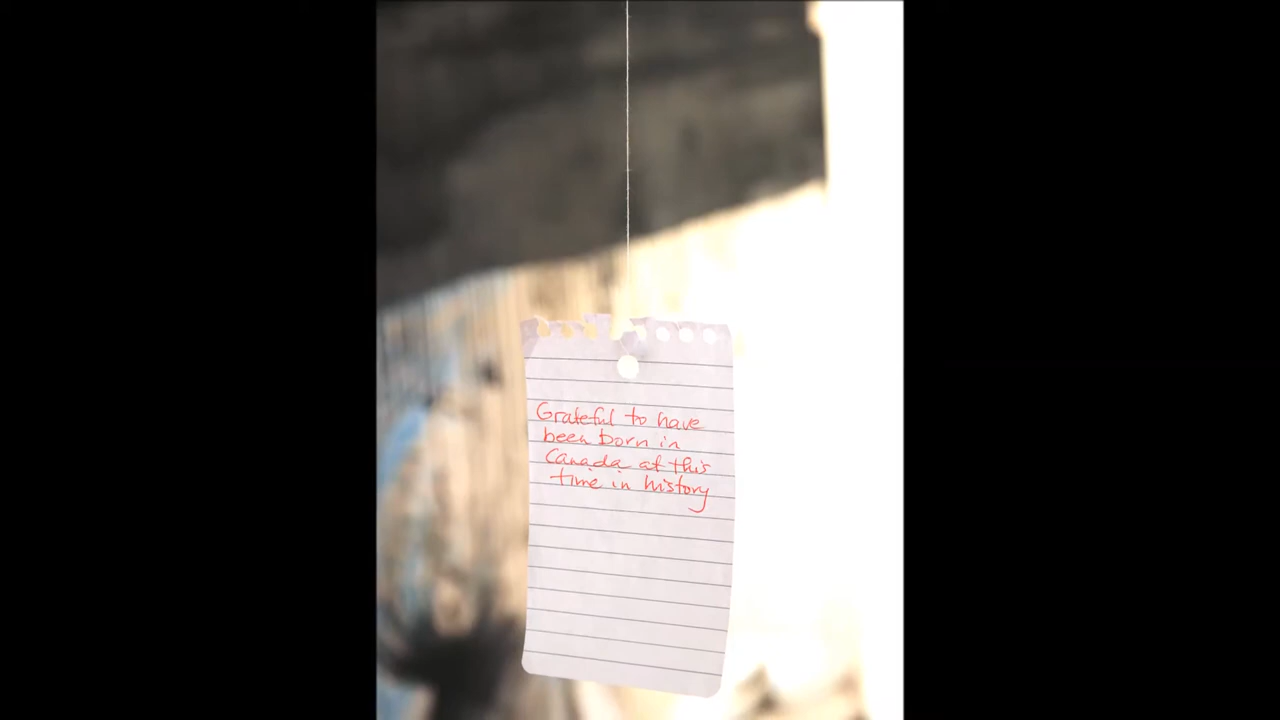 Grateful to have
been born in
Canada at this
time in history